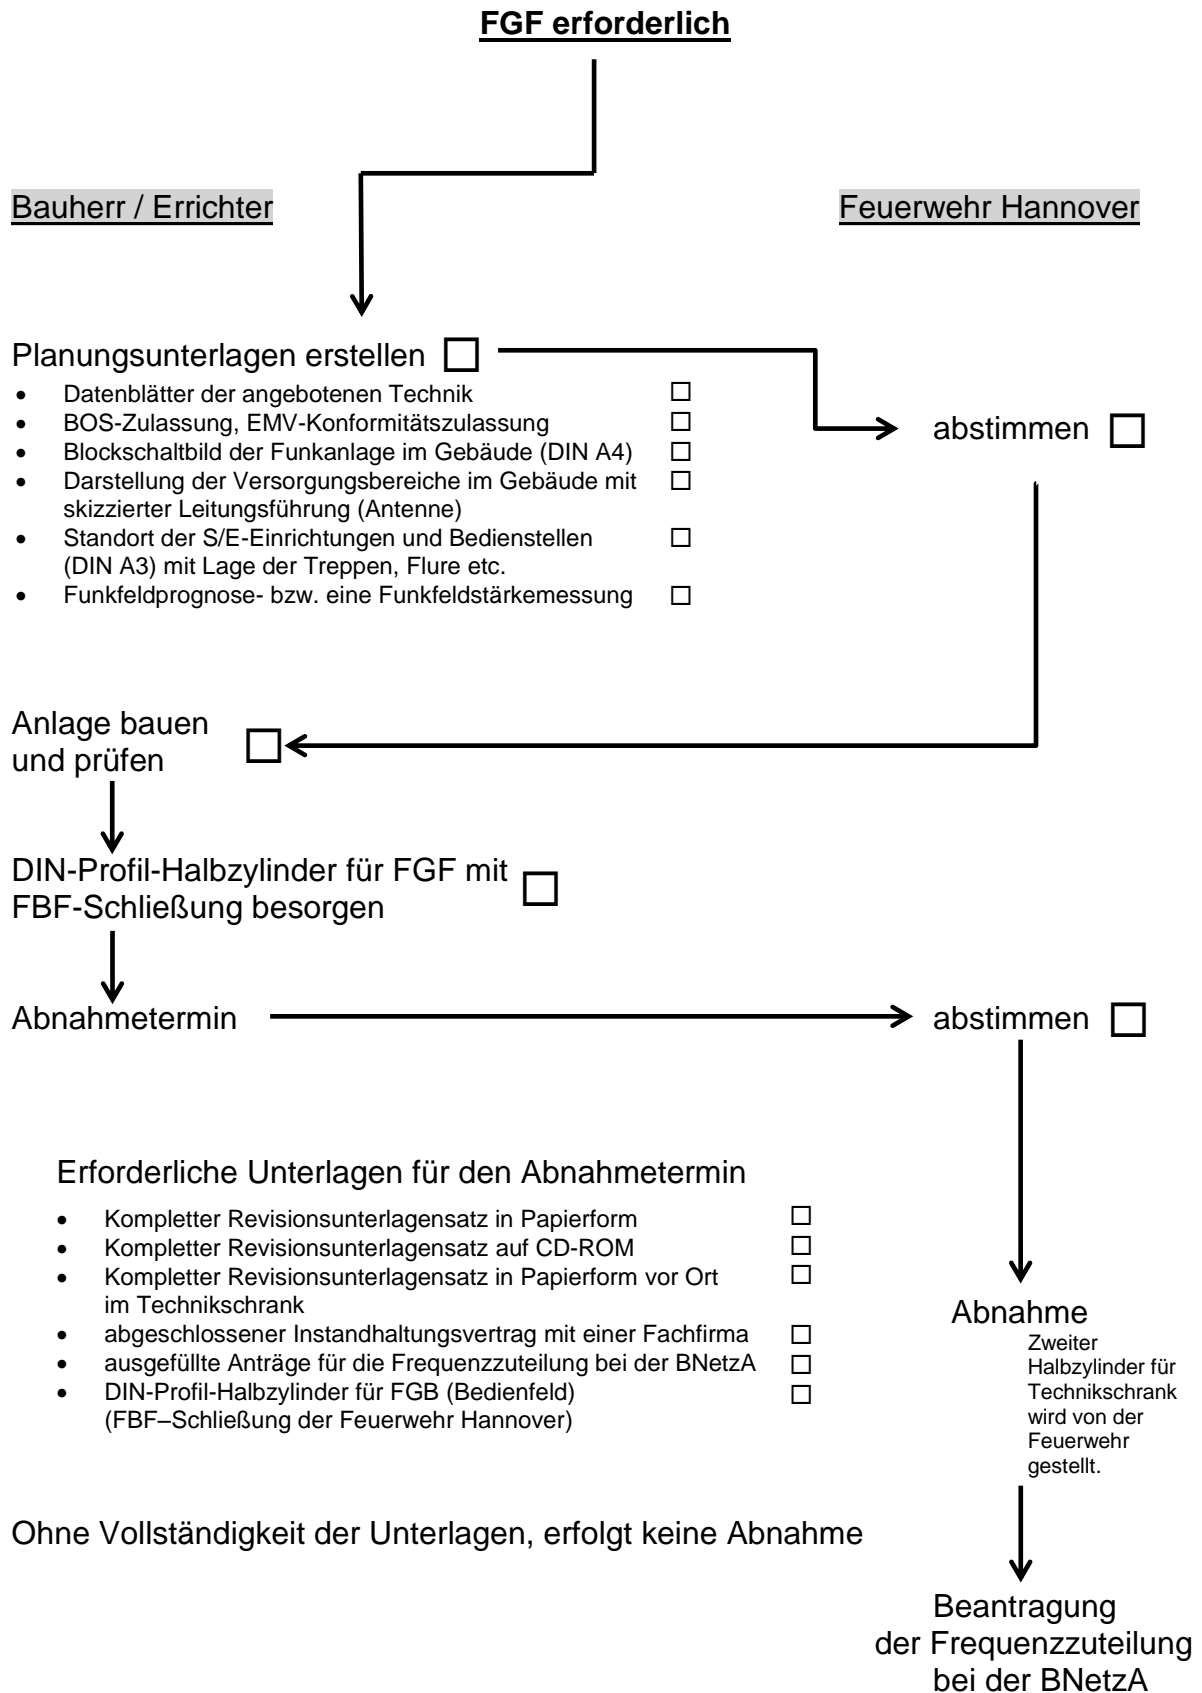 FGF erforderlich
Bauherr / Errichter
Feuerwehr Hannover
Planungsunterlagen erstellen
• Datenblätter der angebotenen Technik
• BOS-Zulassung, EMV-Konformitätszulassung
• Blockschaltbild der Funkanlage im Gebäude (DIN A4)
• Darstellung der Versorgungsbereiche im Gebäude mit
skizzierter Leitungsführung (Antenne)
• Standort der S/E-Einrichtungen und Bedienstellen
(DIN A3) mit Lage der Treppen, Flure etc.
• Funkfeldprognose- bzw. eine Funkfeldstärkemessung
abstimmen
Anlage bauen
und prüfen
DIN-Profil-Halbzylinder für FGF mit
FBF-Schließung besorgen
Abnahmetermin
abstimmen
Erforderliche Unterlagen für den Abnahmetermin
• Kompletter Revisionsunterlagensatz in Papierform
• Kompletter Revisionsunterlagensatz auf CD-ROM
• Kompletter Revisionsunterlagensatz in Papierform vor Ort
im Technikschrank
• abgeschlossener Instandhaltungsvertrag mit einer Fachfirma
• ausgefüllte Anträge für die Frequenzzuteilung bei der BNetzA
• DIN-Profil-Halbzylinder für FGB (Bedienfeld)
(FBF–Schließung der Feuerwehr Hannover)
Abnahme
Zweiter
Halbzylinder für
Technikschrank
wird von der
Feuerwehr
gestellt.
Ohne Vollständigkeit der Unterlagen, erfolgt keine Abnahme
Beantragung
der Frequenzzuteilung
bei der BNetzA